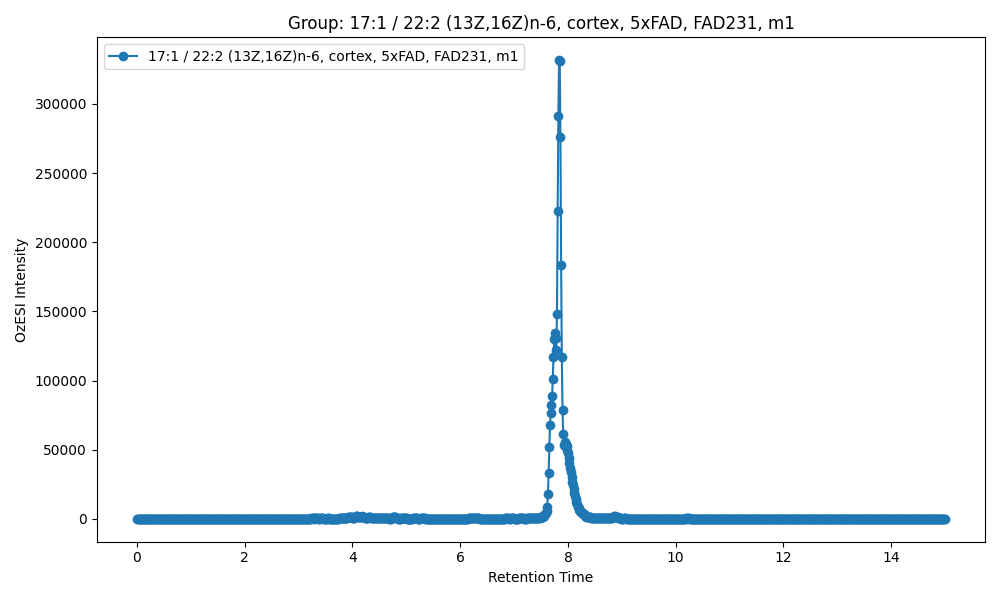 Group: 17:1 / 22:2 (13Z,16Z)n-6, cortex, 5xFAD, FAD231, m1
17:1 / 22:2 (13Z,16Z)n-6, cortex, 5xFAD, FAD231, m1
300000
250000
200000
150000
100000
50000
0
OzESI Intensity
0 2 4 6 8 10 12 14
Retention Time